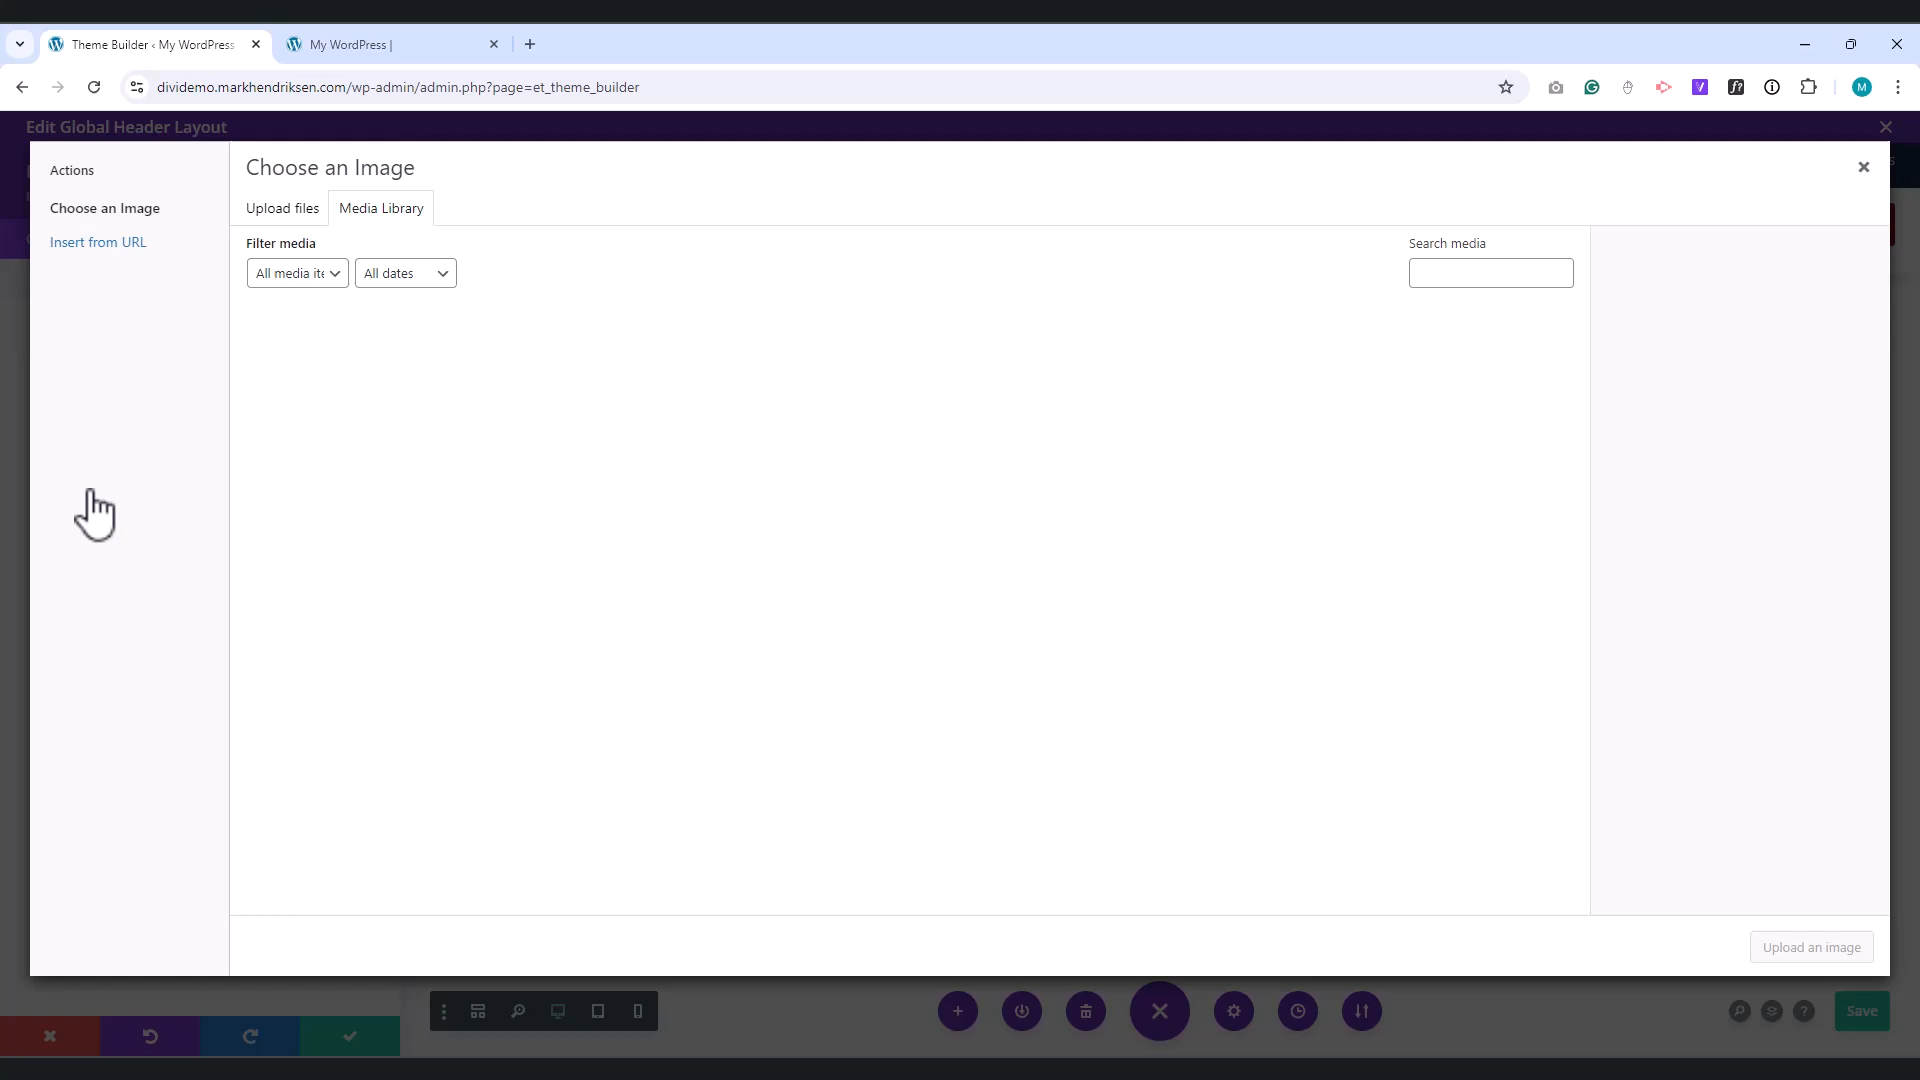 Theme Builder ‹ My WordPress
My WordPress |
dividemo.markhendriksen.com/wp-admin/admin.php?page=et_theme_builder
M
Edit Global Header Layout
Actions
Choose an Image
Insert from URL
Choose an Image
Upload files
Media Library
Filter media
All media ite
All dates
Search media
Upload an image
Save